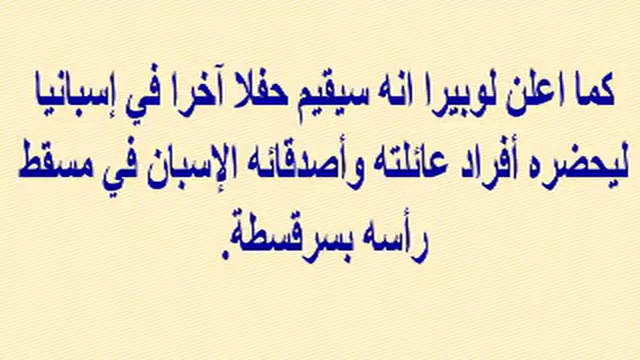 كما اعلن لوبيرا انه سيقيم حفلا آخرا في إسبانيا
ليحضره أفراد عائلته وأصدقائه الإسبان في مسقط
رأسه بسرقسطة.